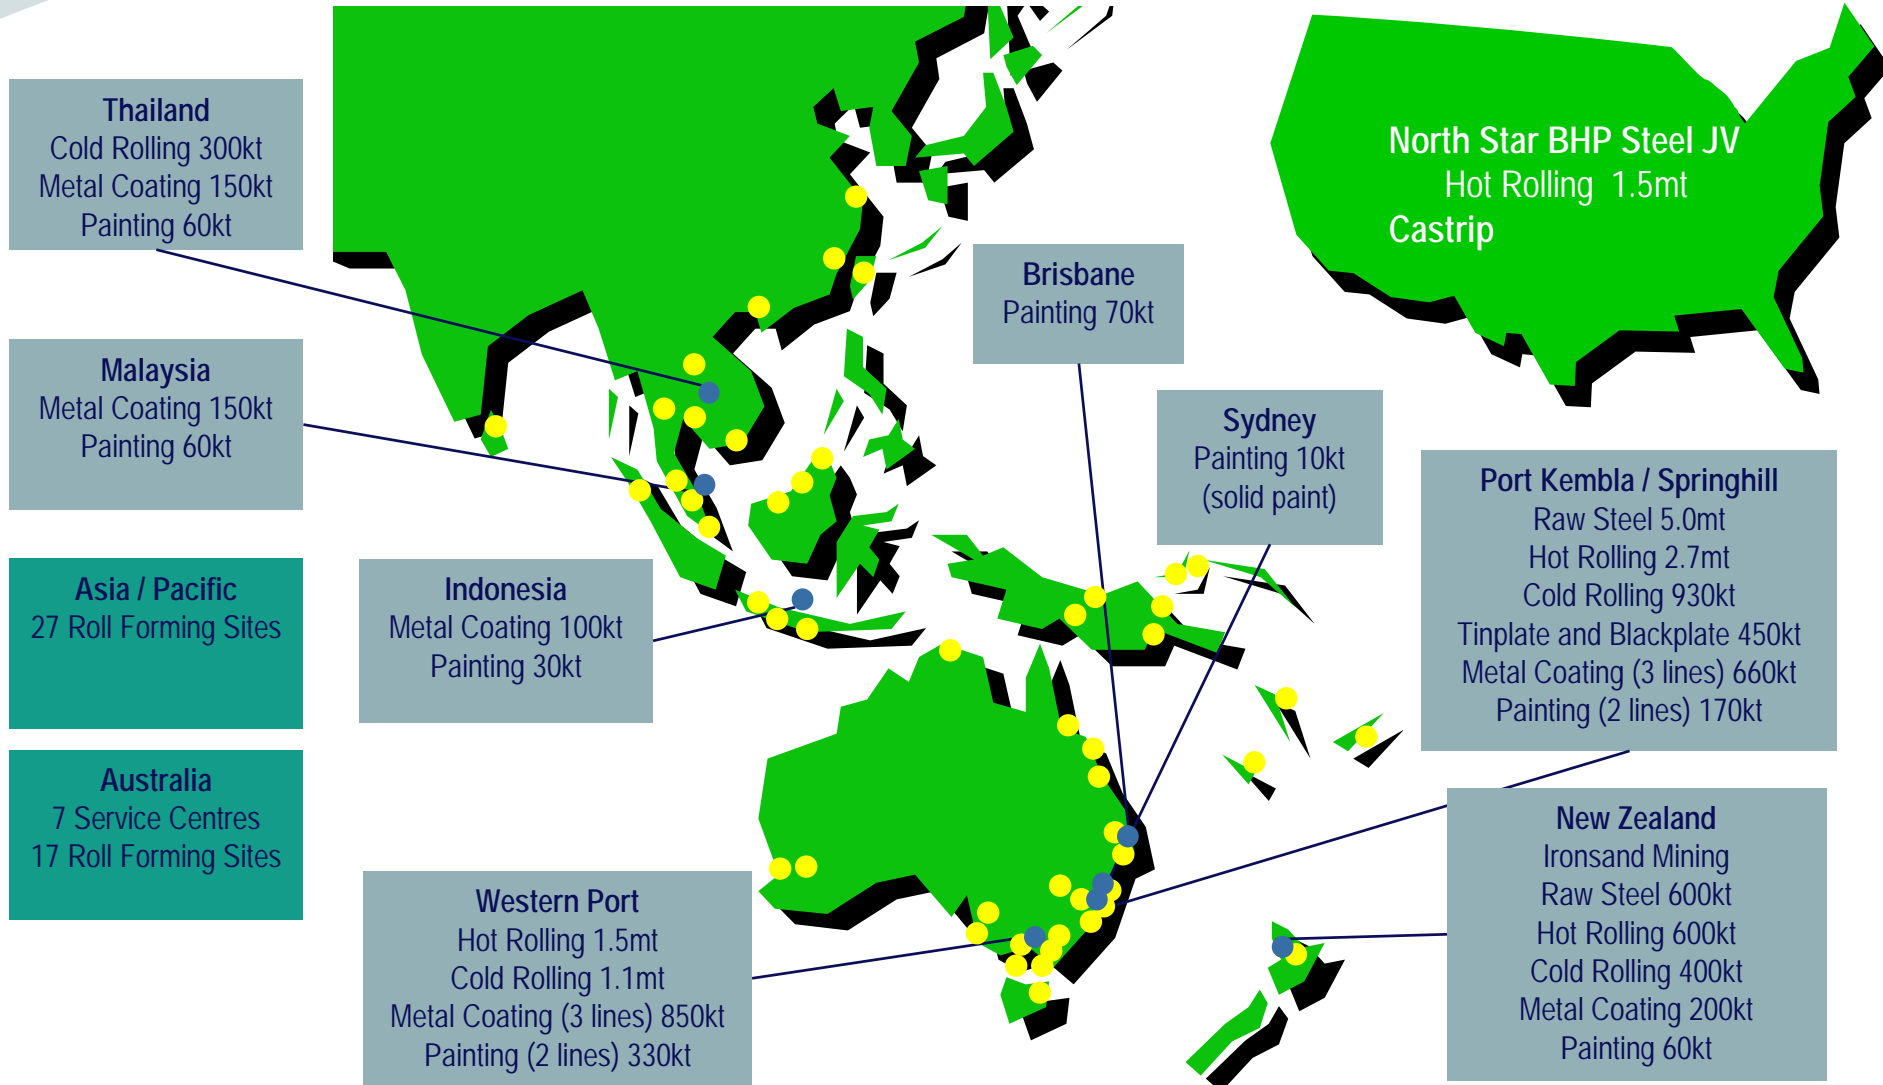 Thailand
Cold Rolling 300kt
Metal Coating 150kt
Painting 60kt
Malaysia
Metal Coating 150kt
Painting 60kt
Asia / Pacific
27 Roll Forming Sites
Australia
7 Service Centres
17 Roll Forming Sites
Indonesia
Metal Coating 100kt
Painting 30kt
Western Port
Hot Rolling 1.5mt
Cold Rolling 1.1mt
Metal Coating (3 lines) 850kt
Painting (2 lines) 330kt
Brisbane
Painting 70kt
Sydney
Painting 10kt
(solid paint)
North Star BHP Steel JV
Hot Rolling 1.5mt
Castrip
Port Kembla / Springhill
Raw Steel 5.0mt
Hot Rolling 2.7mt
Cold Rolling 930kt
Tinplate and Blackplate 450kt
Metal Coating (3 lines) 660kt
Painting (2 lines) 170kt
New Zealand
Ironsand Mining
Raw Steel 600kt
Hot Rolling 600kt
Cold Rolling 400kt
Metal Coating 200kt
Painting 60kt